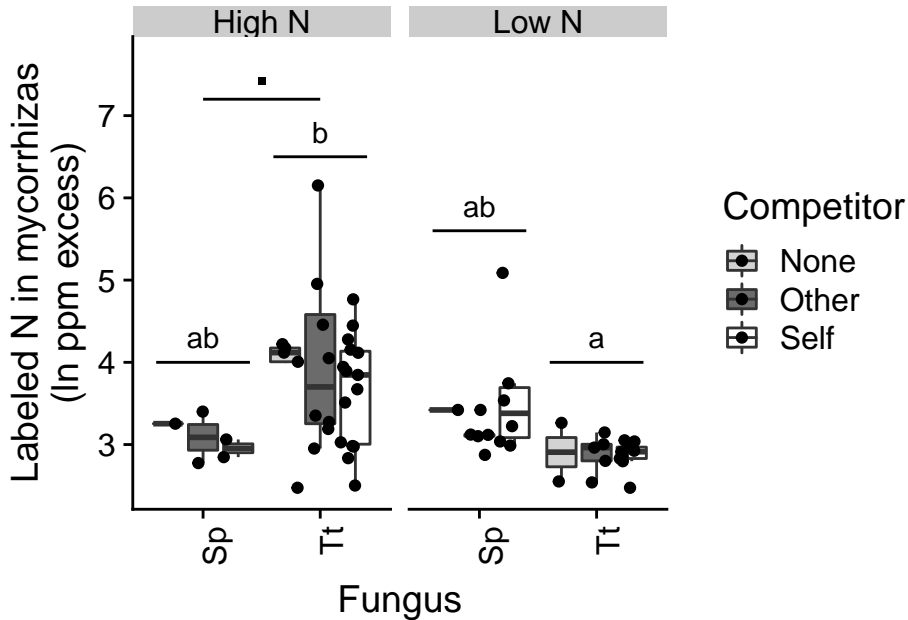 High N
Low N
Labeled N in mycorrhizas
(ln ppm excess)
7
6
5
4
3
b
ab
ab
a
Sp
Tt
Sp
Tt
Fungus
Competitor
None
Other
Self